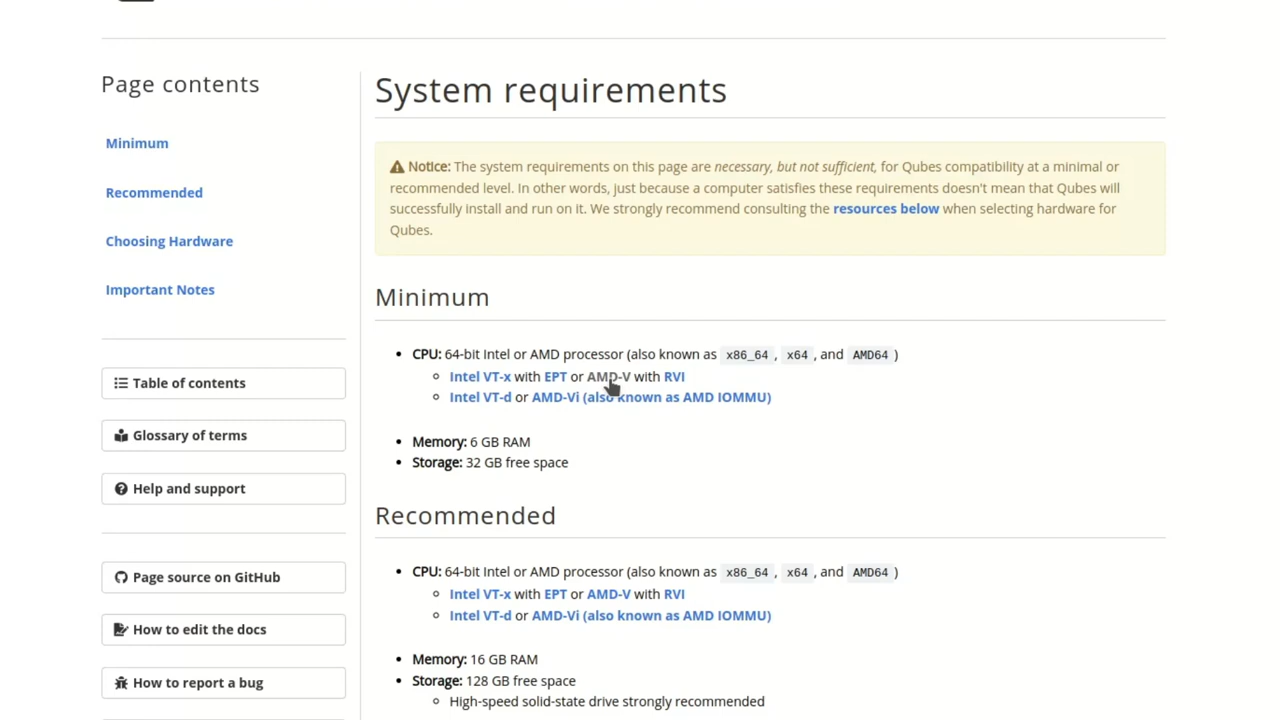 Page contents
Minimum
Recommended
Choosing Hardware
Important Notes
Table of contents
Glossary of terms
Help and support
Page source on GitHub
How to edit the docs
How to report a bug
System requirements
Notice: The system requirements on this page are necessary, but not sufficient, for Qubes compatibility at a minimal or
recommended level. In other words, just because a computer satisfies these requirements doesn't mean that Qubes will
successfully install and run on it. We strongly recommend consulting the resources below when selecting hardware for
Qubes.
Minimum
CPU: 64-bit Intel or AMD processor (also known as x86_64, x64, and AMD64)
Intel VT-x with EPT or AMD-V with RVI
Intel VT-d or AMD-Vi (also known as AMD IOMMU)
Memory: 6 GB RAM
Storage: 32 GB free space
Recommended
CPU: 64-bit Intel or AMD processor (also known as x86_64, x64, and AMD64)
Intel VT-x with EPT or AMD-V with RVI
Intel VT-d or AMD-Vi (also known as AMD IOMMU)
Memory: 16 GB RAM
Storage: 128 GB free space
High-speed solid-state drive strongly recommended